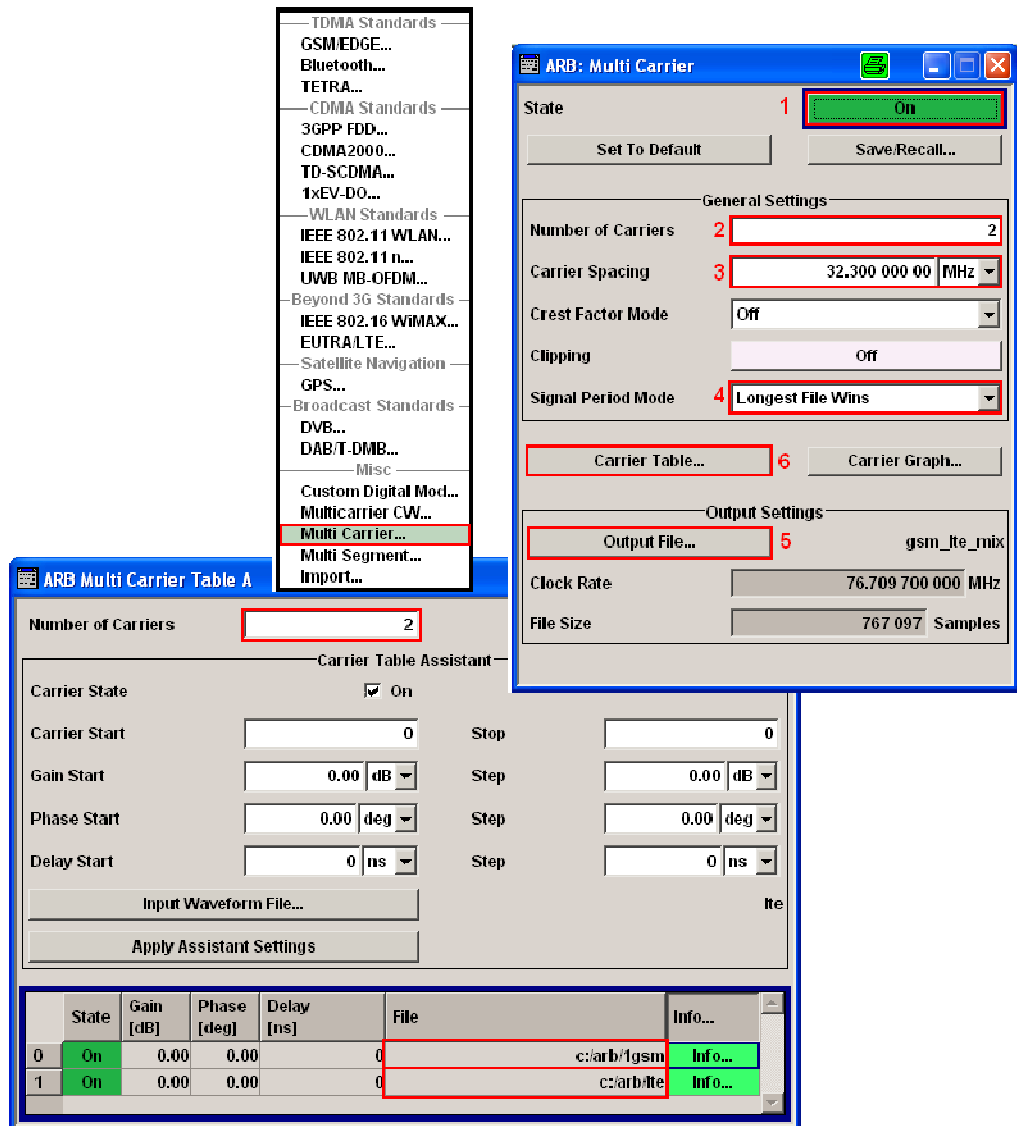 TDMA Standards
GSM/EDGE...
Bluetooth...
TETRA...
CDMA Standards
3GPP FDD...
CDMA2000...
TD-SCDMA...
1xEV-DO...
WLAN Standards
IEEE 802.11 WLAN...
IEEE 802.11 n...
UWB MB-OFDM...
Beyond 3G Standards
IEEE 802.16 WiMAX...
EUTRA/LTE...
Satellite Navigation
GPS...
Broadcast Standards
DVB...
DAB/T-DMB...
Misc
Custom Digital Mod...
Multicarrier CW...
Multi Carrier...
Multi Segment...
Import...
ARB: Multi Carrier
State 1 On
Set To Default Save/Recall...
General Settings
Number of Carriers 2 2
Carrier Spacing 3 32.300 000 00 MHz
Crest Factor Mode Off
Clipping Off
Signal Period Mode 4 Longest File Wins
Carrier Table... 6 Carrier Graph...
Output Settings
Output File... 5 gsm_lte_mix
Clock Rate 76.709 700 000 MHz
File Size 767 097 Samples
ARB Multi Carrier Table A
Number of Carriers 2
Carrier Table Assistant
Carrier State On
Carrier Start 0 Stop 0
Gain Start 0.00 dB Step 0.00 dB
Phase Start 0.00 deg Step 0.00 deg
Delay Start 0 ns Step 0 ns
Input Waveform File... lte
Apply Assistant Settings
State Gain [dB] Phase [deg] Delay [ns] File Info...
0 On 0.00 0.00 0 c:/arb/1gsm Info...
1 On 0.00 0.00 0 c:/arb/lte Info...